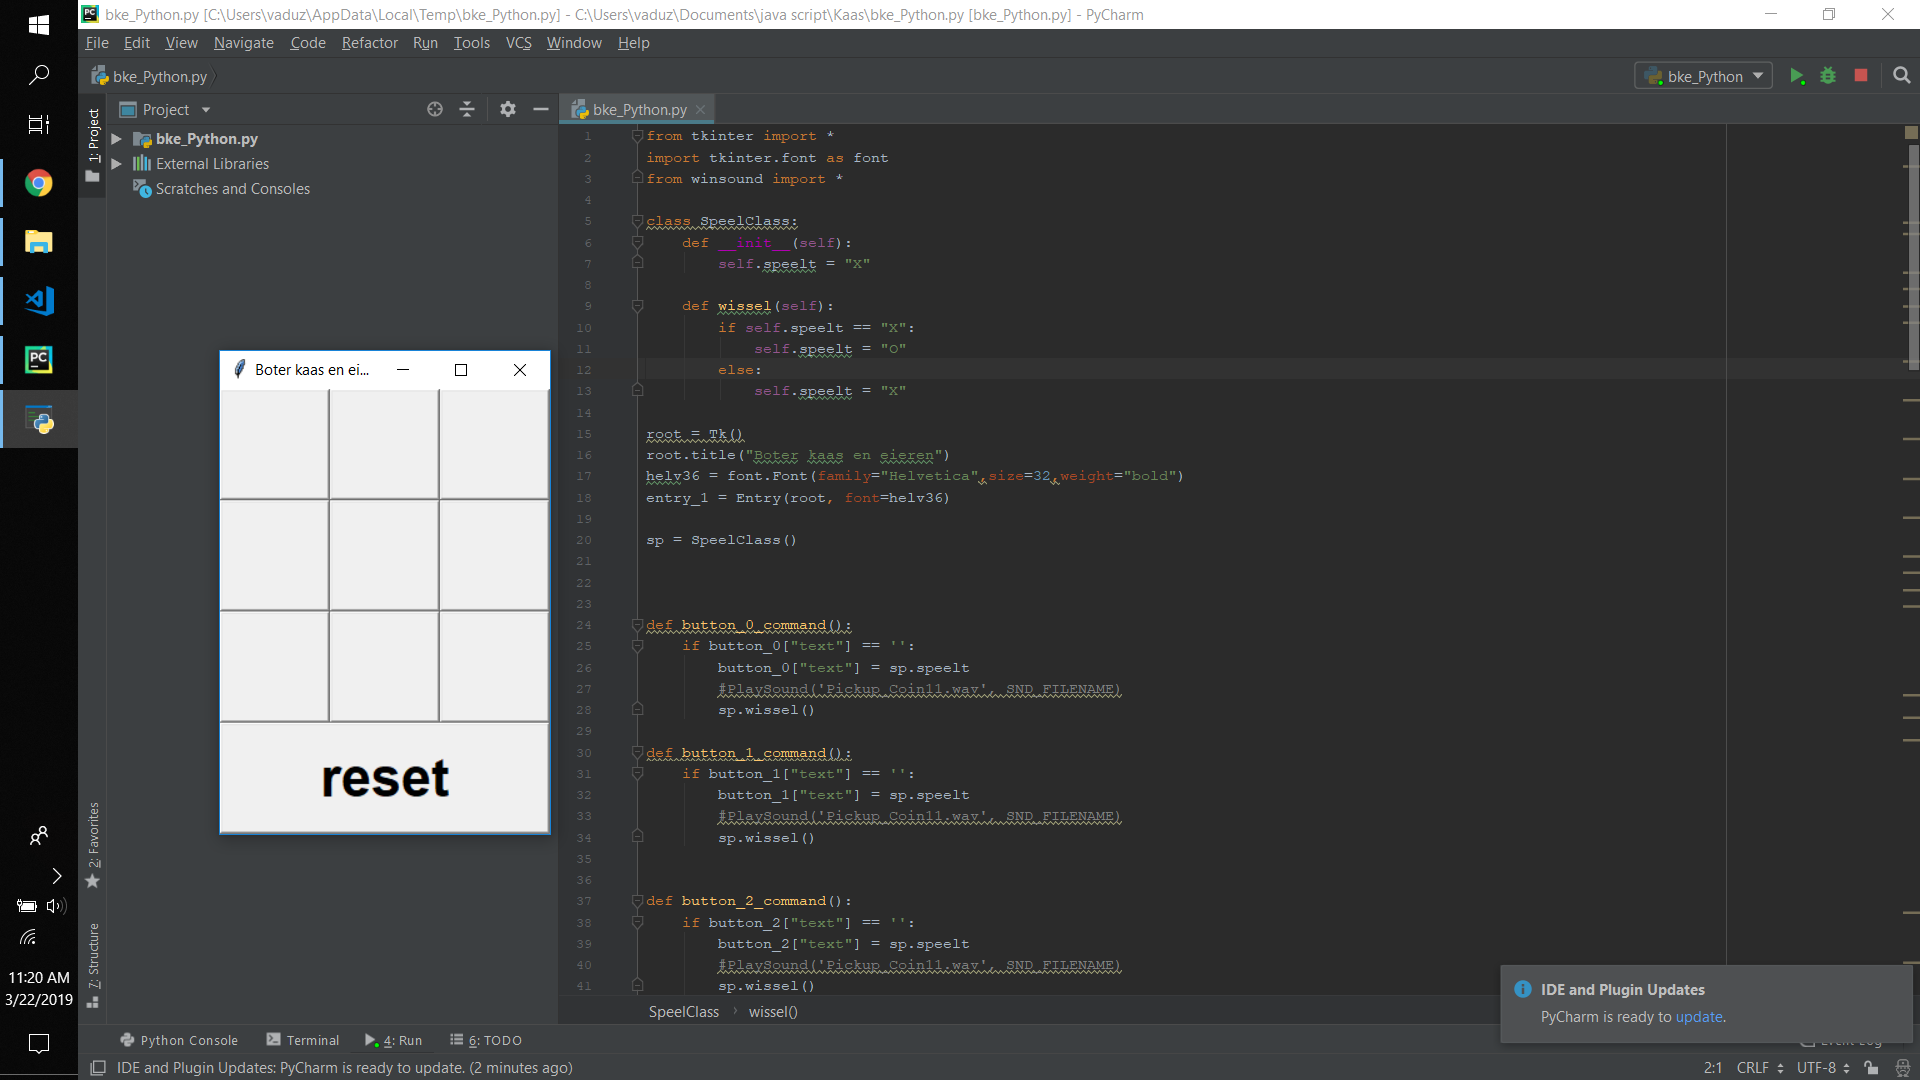 bke_Python.py [C:\Users\vaduz\AppData\Local\Temp\bke_Python.py] - C:\Users\vaduz\Documents\java script\Kaas\bke_Python.py [bke_Python.py] - PyCharm
File Edit View Navigate Code Refactor Run Tools VCS Window Help
bke_Python.py
bke_Python
Project
bke_Python.py
External Libraries
Scratches and Consoles
1: Project
2: Favorites
7: Structure
Boter kaas en ei...
reset
bke_Python.py
1 from tkinter import *
2 import tkinter.font as font
3 from winsound import *
4
5 class SpeelClass:
6 def __init__(self):
7 self.speelt = "X"
8
9 def wissel(self):
10 if self.speelt == "X":
11 self.speelt = "O"
12 else:
13 self.speelt = "X"
14
15 root = Tk()
16 root.title("Boter kaas en eieren")
17 helv36 = font.Font(family="Helvetica",size=32,weight="bold")
18 entry_1 = Entry(root, font=helv36)
19
20 sp = SpeelClass()
21
22
23
24 def button_0_command():
25 if button_0["text"] == '':
26 button_0["text"] = sp.speelt
27 #PlaySound('Pickup_Coin11.wav', SND_FILENAME)
28 sp.wissel()
29
30 def button_1_command():
31 if button_1["text"] == '':
32 button_1["text"] = sp.speelt
33 #PlaySound('Pickup_Coin11.wav', SND_FILENAME)
34 sp.wissel()
35
36
37 def button_2_command():
38 if button_2["text"] == '':
39 button_2["text"] = sp.speelt
40 #PlaySound('Pickup_Coin11.wav', SND_FILENAME)
41 sp.wissel()
SpeelClass › wissel()
IDE and Plugin Updates
PyCharm is ready to update.
Python Console Terminal 4: Run 6: TODO Event Log
IDE and Plugin Updates: PyCharm is ready to update. (2 minutes ago)
2:1 CRLF UTF-8
11:20 AM
3/22/2019